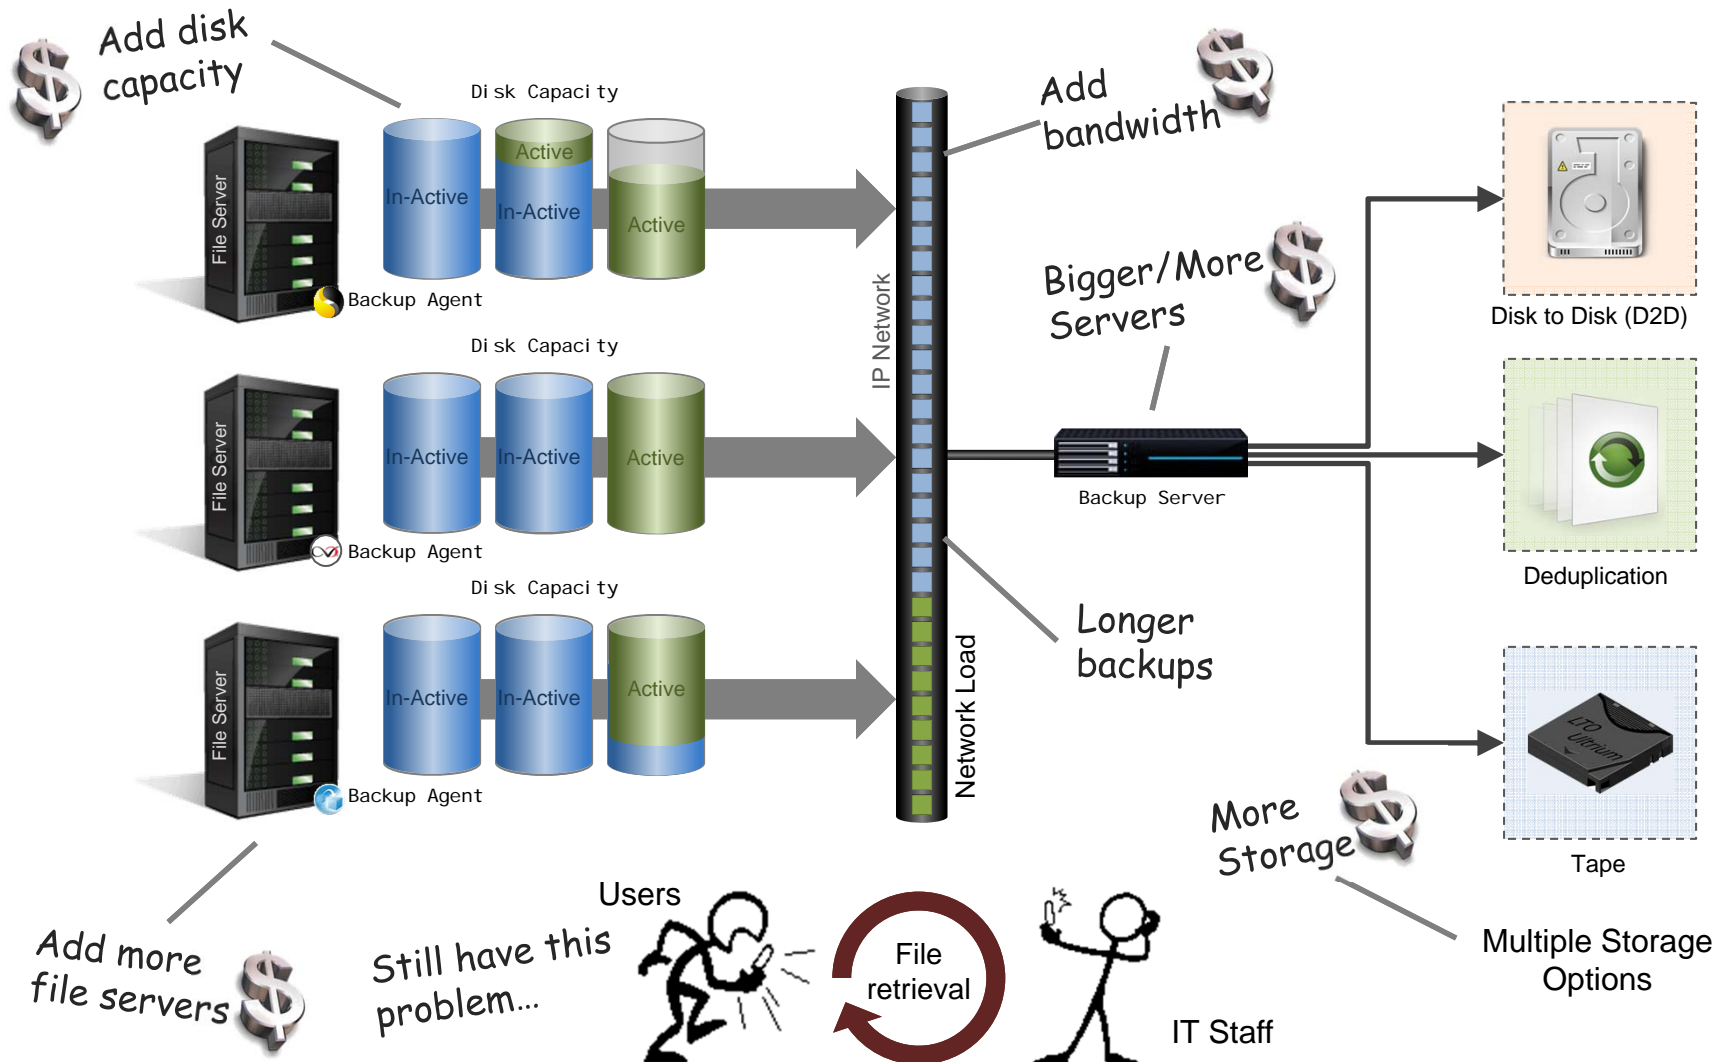 Add disk
capacity
Disk Capacity
File Server
In-Active
Active
In-Active
Active
Backup Agent
Disk Capacity
File Server
In-Active
In-Active
Active
Backup Agent
Disk Capacity
File Server
In-Active
In-Active
Active
Backup Agent
IP Network
Network Load
Add
bandwidth
Bigger/More
Servers
Backup Server
Longer
backups
Disk to Disk (D2D)
Deduplication
LTO
Ultrium
Tape
More
Storage
Multiple Storage
Options
Add more
file servers
Still have this
problem...
Users
File
retrieval
IT Staff